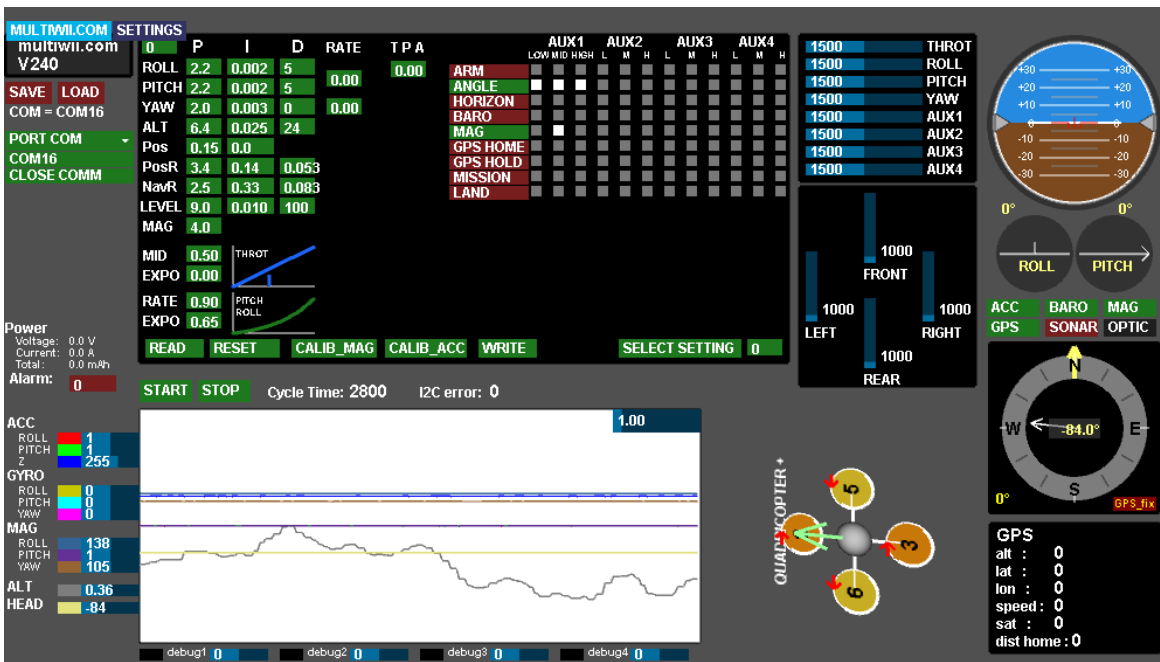 MULTIWII.COM SETTINGS
multiwii.com
V240
SAVE LOAD
COM = COM16
PORT COM
COM16
CLOSE COMM
0 P I D RATE T P A
ROLL 2.2 0.002 5
PITCH 2.2 0.002 5
0.00
0.00
YAW 2.0 0.003 0 0.00
ALT 6.4 0.025 24
Pos 0.15 0.0
PosR 3.4 0.14 0.053
NavR 2.5 0.33 0.083
LEVEL 9.0 0.010 100
MAG 4.0
MID 0.50
EXPO 0.00
THROT
RATE 0.90
EXPO 0.65
PITCH
ROLL
AUX1 AUX2 AUX3 AUX4
LOW MID HIGH L M H L M H L M H
ARM
ANGLE
HORIZON
BARO
MAG
GPS HOME
GPS HOLD
MISSION
LAND
READ RESET CALIB_MAG CALIB_ACC WRITE SELECT SETTING 0
1500 THROT
1500 ROLL
1500 PITCH
1500 YAW
1500 AUX1
1500 AUX2
1500 AUX3
1500 AUX4
1000
FRONT
1000
LEFT
1000
RIGHT
1000
REAR
+30 +30
+20 +20
+10 +10
0 0
-10 -10
-20 -20
-30 -30
0° 0°
ROLL PITCH
ACC BARO MAG
GPS SONAR OPTIC
N
W -84.0° E
S
0° GPS_fix
GPS
alt : 0
lat : 0
lon : 0
speed : 0
sat : 0
dist home : 0
Power
Voltage: 0.0 V
Current: 0.0 A
Total: 0.0 mAh
Alarm: 0
START STOP Cycle Time: 2800 I2C error: 0
1.00
ACC
ROLL 1
PITCH 1
Z 255
GYRO
ROLL 0
PITCH 0
YAW 0
MAG
ROLL 138
PITCH 1
YAW 105
ALT 0.36
HEAD -84
QUADRICOPTER +
5
3
6
debug1 0 debug2 0 debug3 0 debug4 0